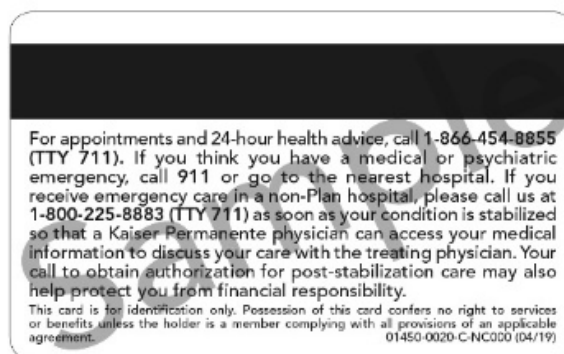 For appointments and 24-hour health advice, call 1-866-454-8855
(TTY 711). If you think you have a medical or psychiatric
emergency, call 911 or go to the nearest hospital. If you
receive emergency care in a non-Plan hospital, please call us at
1-800-225-8883 (TTY 711) as soon as your condition is stabilized
so that a Kaiser Permanente physician can access your medical
information to discuss your care with the treating physician. Your
call to obtain authorization for post-stabilization care may also
help protect you from financial responsibility.
This card is for identification only. Possession of this card confers no right to services
or benefits unless the holder is a member complying with all provisions of an applicable
agreement. 01450-0020-C-NC000 (04/19)
Sample